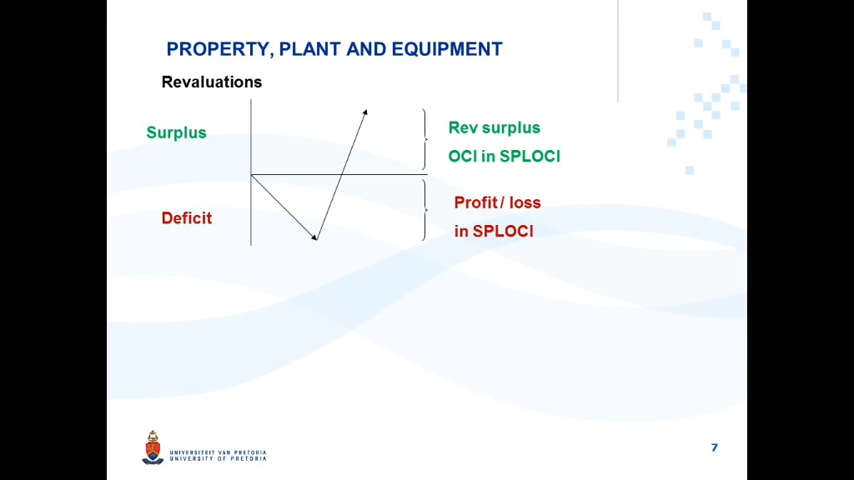 PROPERTY, PLANT AND EQUIPMENT
Revaluations
Surplus
Rev surplus
OCI in SPLOCI
Deficit
Profit / loss
in SPLOCI
UNIVERSITEIT VAN PRETORIA
UNIVERSITY OF PRETORIA
7